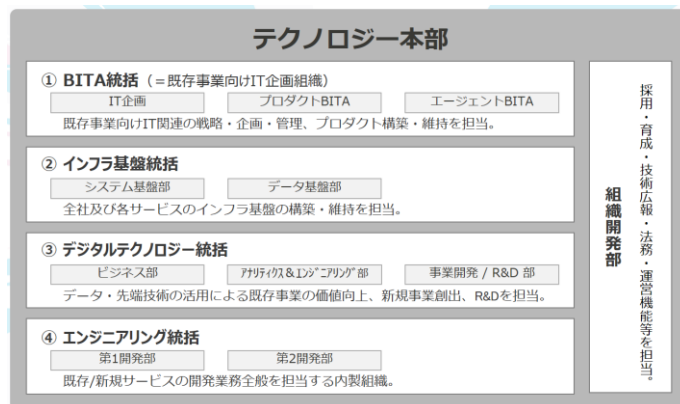 テクノロジー本部
① BITA統括（＝既存事業向けIT企画組織）
IT企画
プロダクトBITA
エージェントBITA
既存事業向けIT関連の戦略・企画・管理、プロダクト構築・維持を担当。
② インフラ基盤統括
システム基盤部
データ基盤部
全社及び各サービスのインフラ基盤の構築・維持を担当。
③ デジタルテクノロジー統括
ビジネス部
ｱﾅﾘﾃｨｸｽ＆ｴﾝｼﾞﾆｱﾘﾝｸﾞ部
事業開発 / R&D 部
データ・先端技術の活用による既存事業の価値向上、新規事業創出、R&Dを担当。
④ エンジニアリング統括
第1開発部
第2開発部
既存/新規サービスの開発業務全般を担当する内製組織。
組織開発部
採用・育成・技術広報・法務・運営機能等を担当。